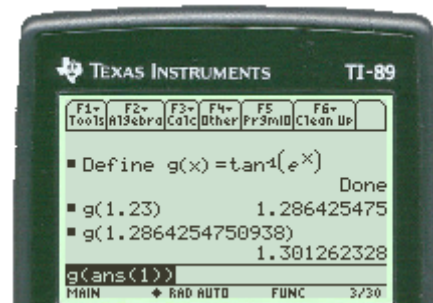 TEXAS INSTRUMENTS TI-89
F1▾ F2▾ F3▾ F4▾ F5 F6▾
Tools Algebra Calc Other PrgmIO Clean Up
▪ Define g(x) = tan⁻¹(eˣ)
Done
▪ g(1.23) 1.286425475
▪ g(1.2864254750938)
1.301262328
g(ans(1))
MAIN ◆ RAD AUTO FUNC 3/30